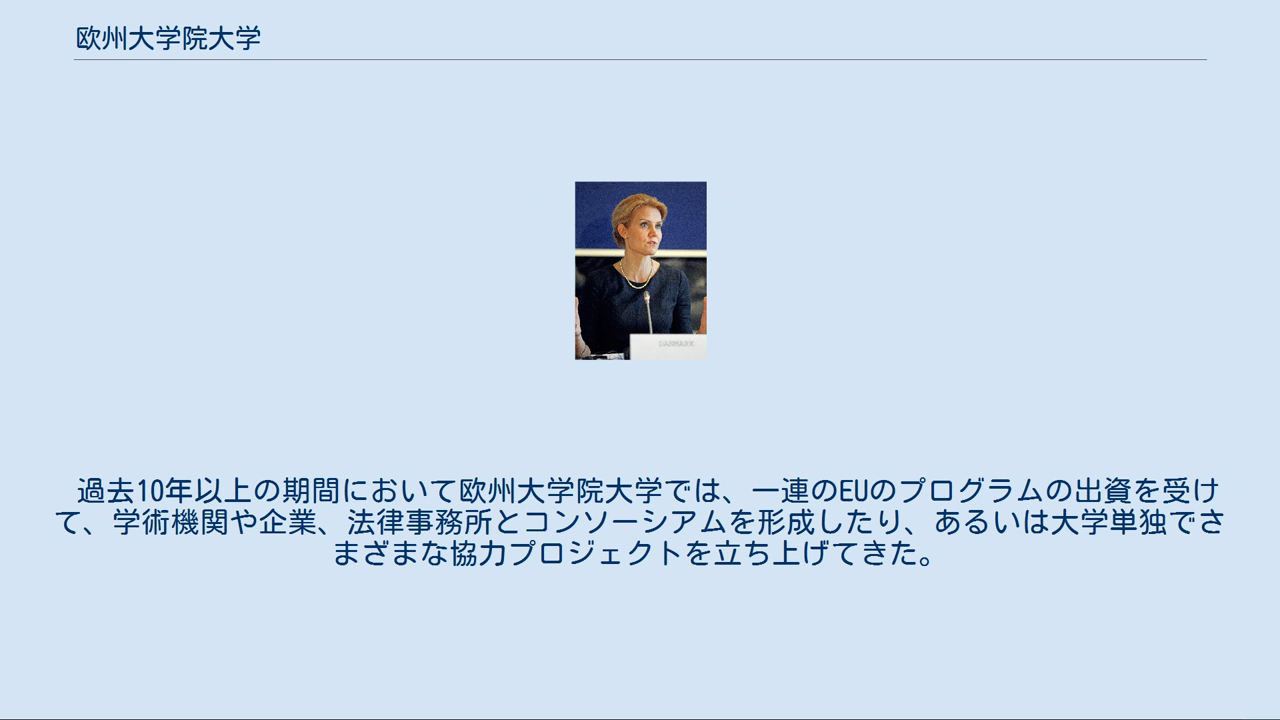 欧州大学院大学
DANMARK
過去10年以上の期間において欧州大学院大学では、一連のEUのプログラムの出資を受け
て、学術機関や企業、法律事務所とコンソーシアムを形成したり、あるいは大学単独でさ
まざまな協力プロジェクトを立ち上げてきた。